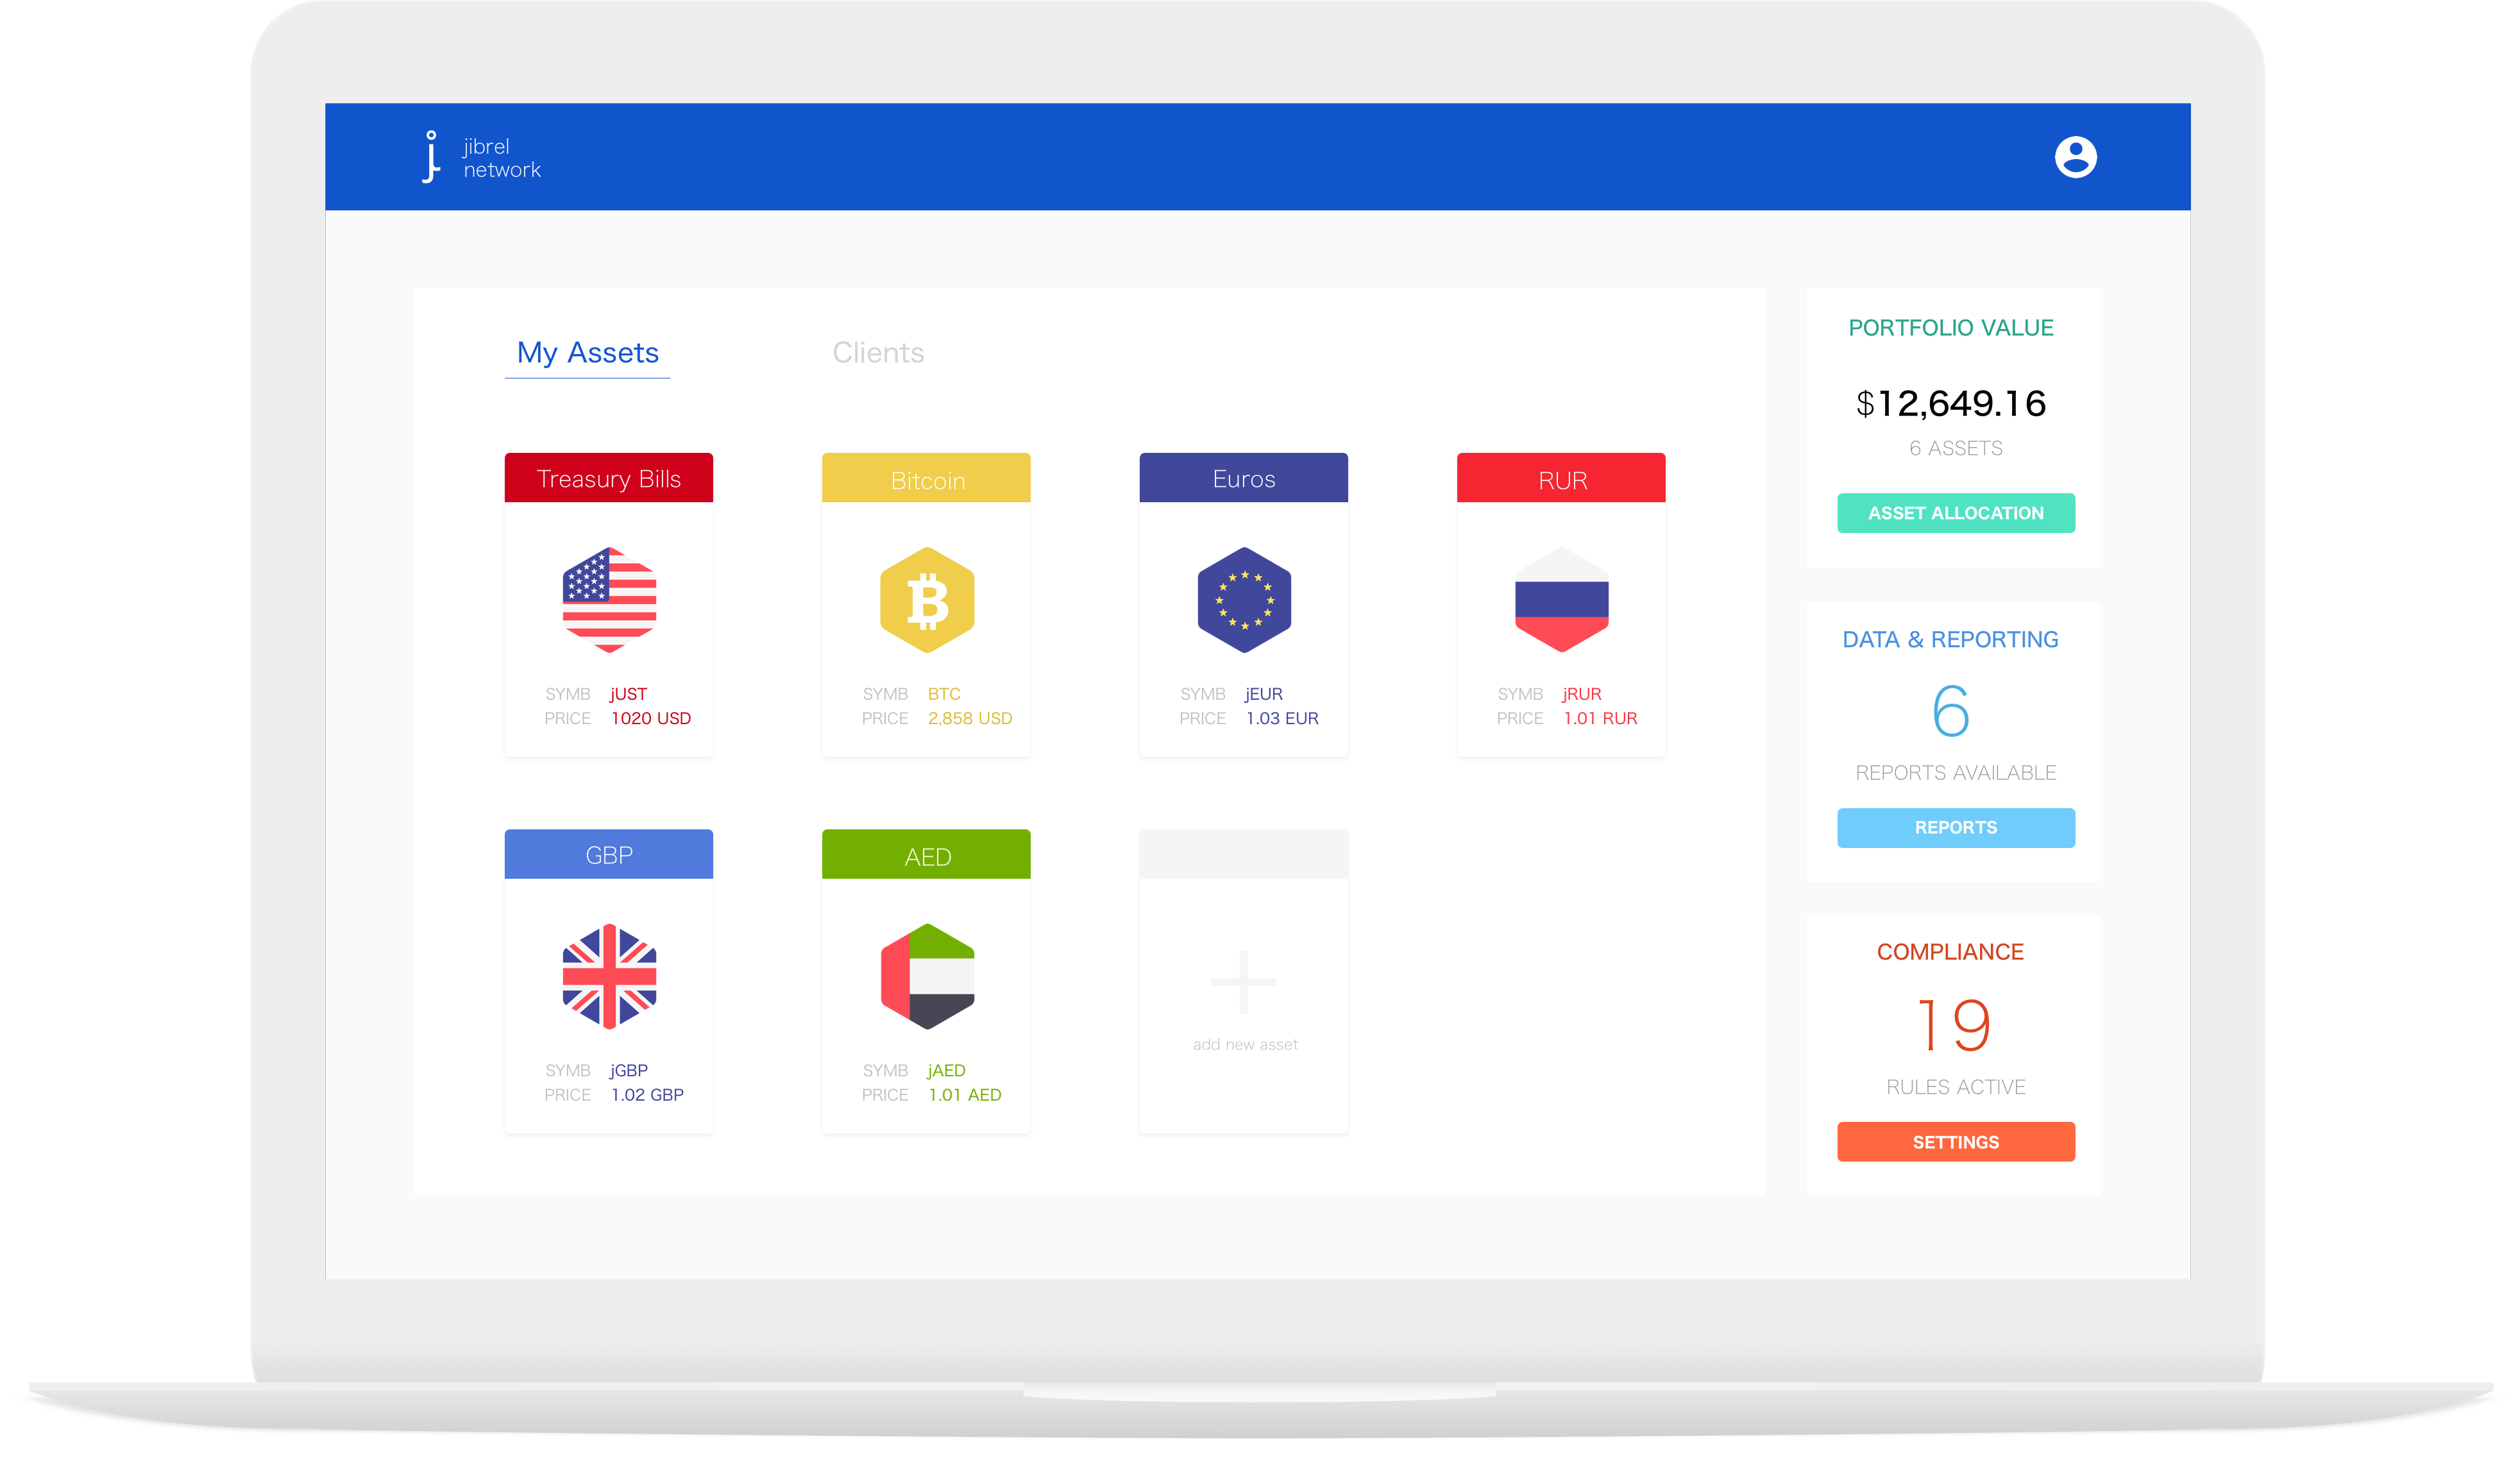 jibrel
network
My Assets
Clients
Treasury Bills
SYMB jUST
PRICE 1020 USD
Bitcoin
SYMB BTC
PRICE 2,858 USD
Euros
SYMB jEUR
PRICE 1.03 EUR
RUR
SYMB jRUR
PRICE 1.01 RUR
GBP
SYMB jGBP
PRICE 1.02 GBP
AED
SYMB jAED
PRICE 1.01 AED
add new asset
PORTFOLIO VALUE
$12,649.16
6 ASSETS
ASSET ALLOCATION
DATA & REPORTING
6
REPORTS AVAILABLE
REPORTS
COMPLIANCE
19
RULES ACTIVE
SETTINGS